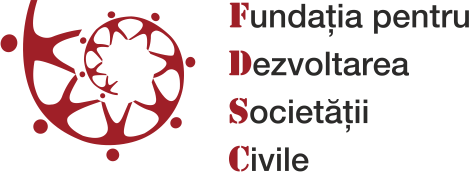 Fundația pentru
Dezvoltarea
Societății
Civile